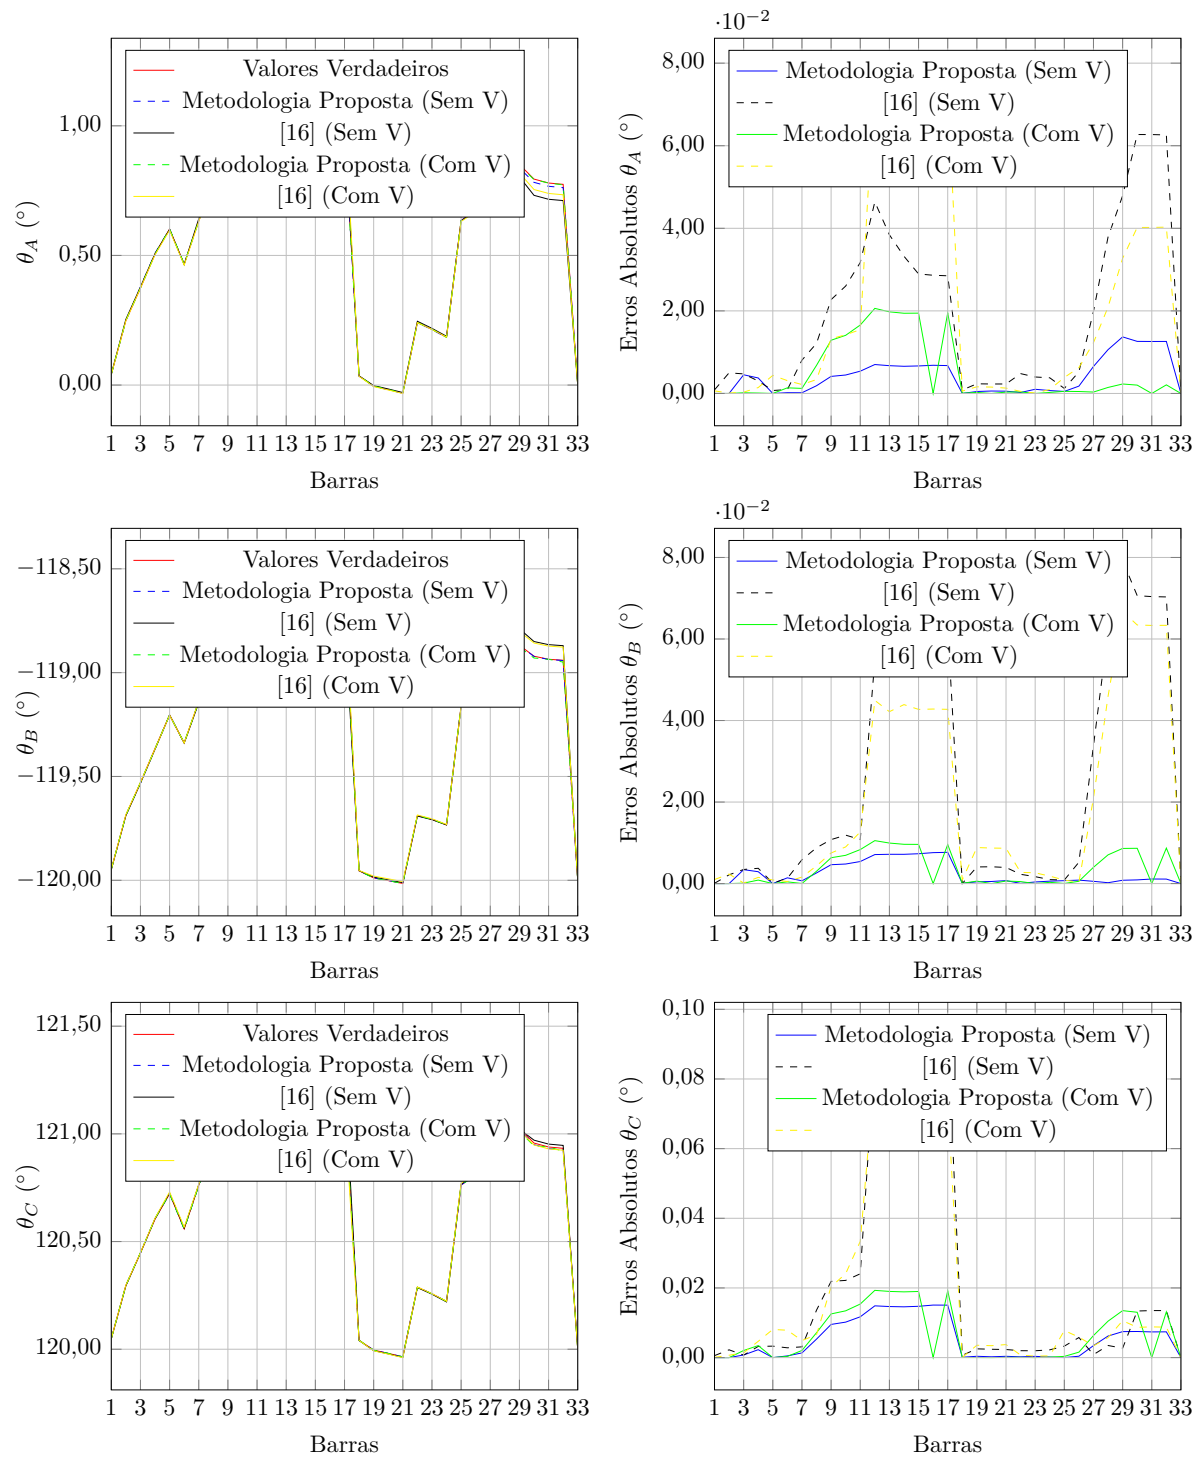 Valores Verdadeiros
Metodologia Proposta (Sem V)
[16] (Sem V)
Metodologia Proposta (Com V)
[16] (Com V)
1,00
0,50
0,00
θA (°)
1 3 5 7 9 11 13 15 17 19 21 23 25 27 29 31 33
Barras
·10−2
Metodologia Proposta (Sem V)
[16] (Sem V)
Metodologia Proposta (Com V)
[16] (Com V)
8,00
6,00
4,00
2,00
0,00
Erros Absolutos θA (°)
1 3 5 7 9 11 13 15 17 19 21 23 25 27 29 31 33
Barras
Valores Verdadeiros
Metodologia Proposta (Sem V)
[16] (Sem V)
Metodologia Proposta (Com V)
[16] (Com V)
−118,50
−119,00
−119,50
−120,00
θB (°)
1 3 5 7 9 11 13 15 17 19 21 23 25 27 29 31 33
Barras
·10−2
Metodologia Proposta (Sem V)
[16] (Sem V)
Metodologia Proposta (Com V)
[16] (Com V)
8,00
6,00
4,00
2,00
0,00
Erros Absolutos θB (°)
1 3 5 7 9 11 13 15 17 19 21 23 25 27 29 31 33
Barras
Valores Verdadeiros
Metodologia Proposta (Sem V)
[16] (Sem V)
Metodologia Proposta (Com V)
[16] (Com V)
121,50
121,00
120,50
120,00
θC (°)
1 3 5 7 9 11 13 15 17 19 21 23 25 27 29 31 33
Barras
Metodologia Proposta (Sem V)
[16] (Sem V)
Metodologia Proposta (Com V)
[16] (Com V)
0,10
0,08
0,06
0,04
0,02
0,00
Erros Absolutos θC (°)
1 3 5 7 9 11 13 15 17 19 21 23 25 27 29 31 33
Barras